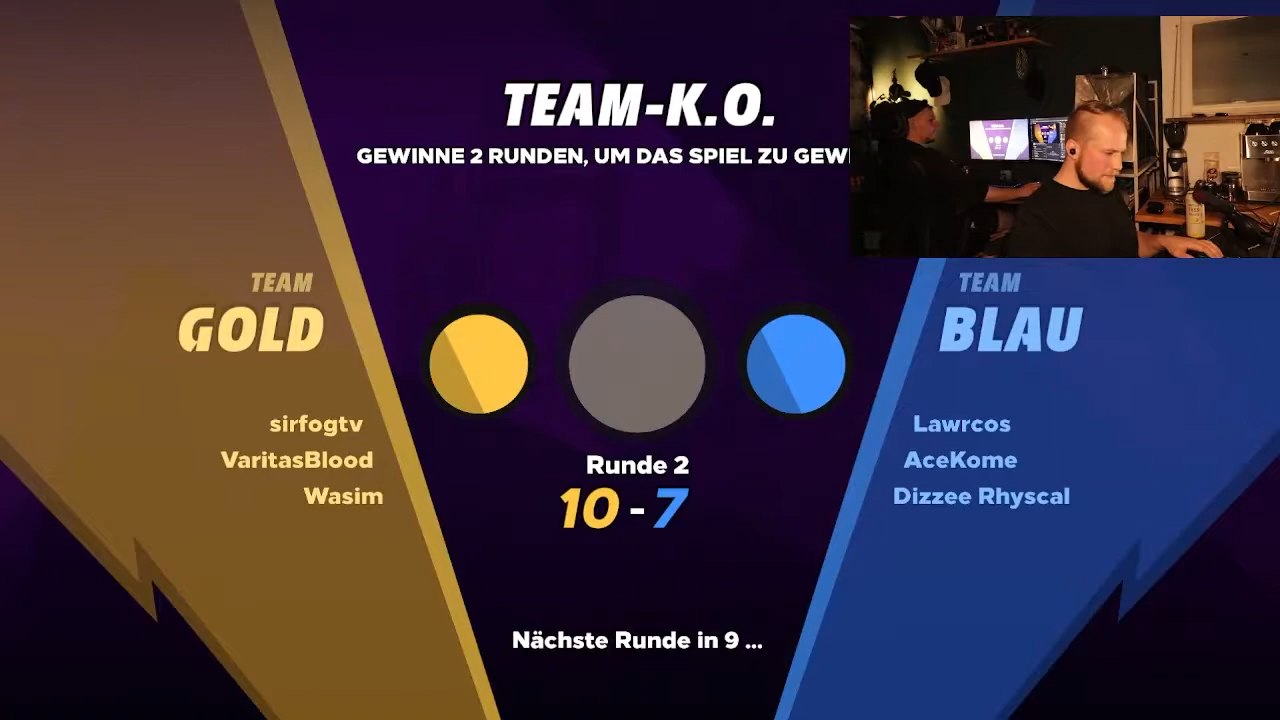 TEAM-K.O.
GEWINNE 2 RUNDEN, UM DAS SPIEL ZU
TEAM
GOLD
sirfogtv
VaritasBlood
Wasim
TEAM
BLAU
Lawrcos
AceKome
Dizzee Rhyscal
Runde 2
10 - 7
Nächste Runde in 9 ...